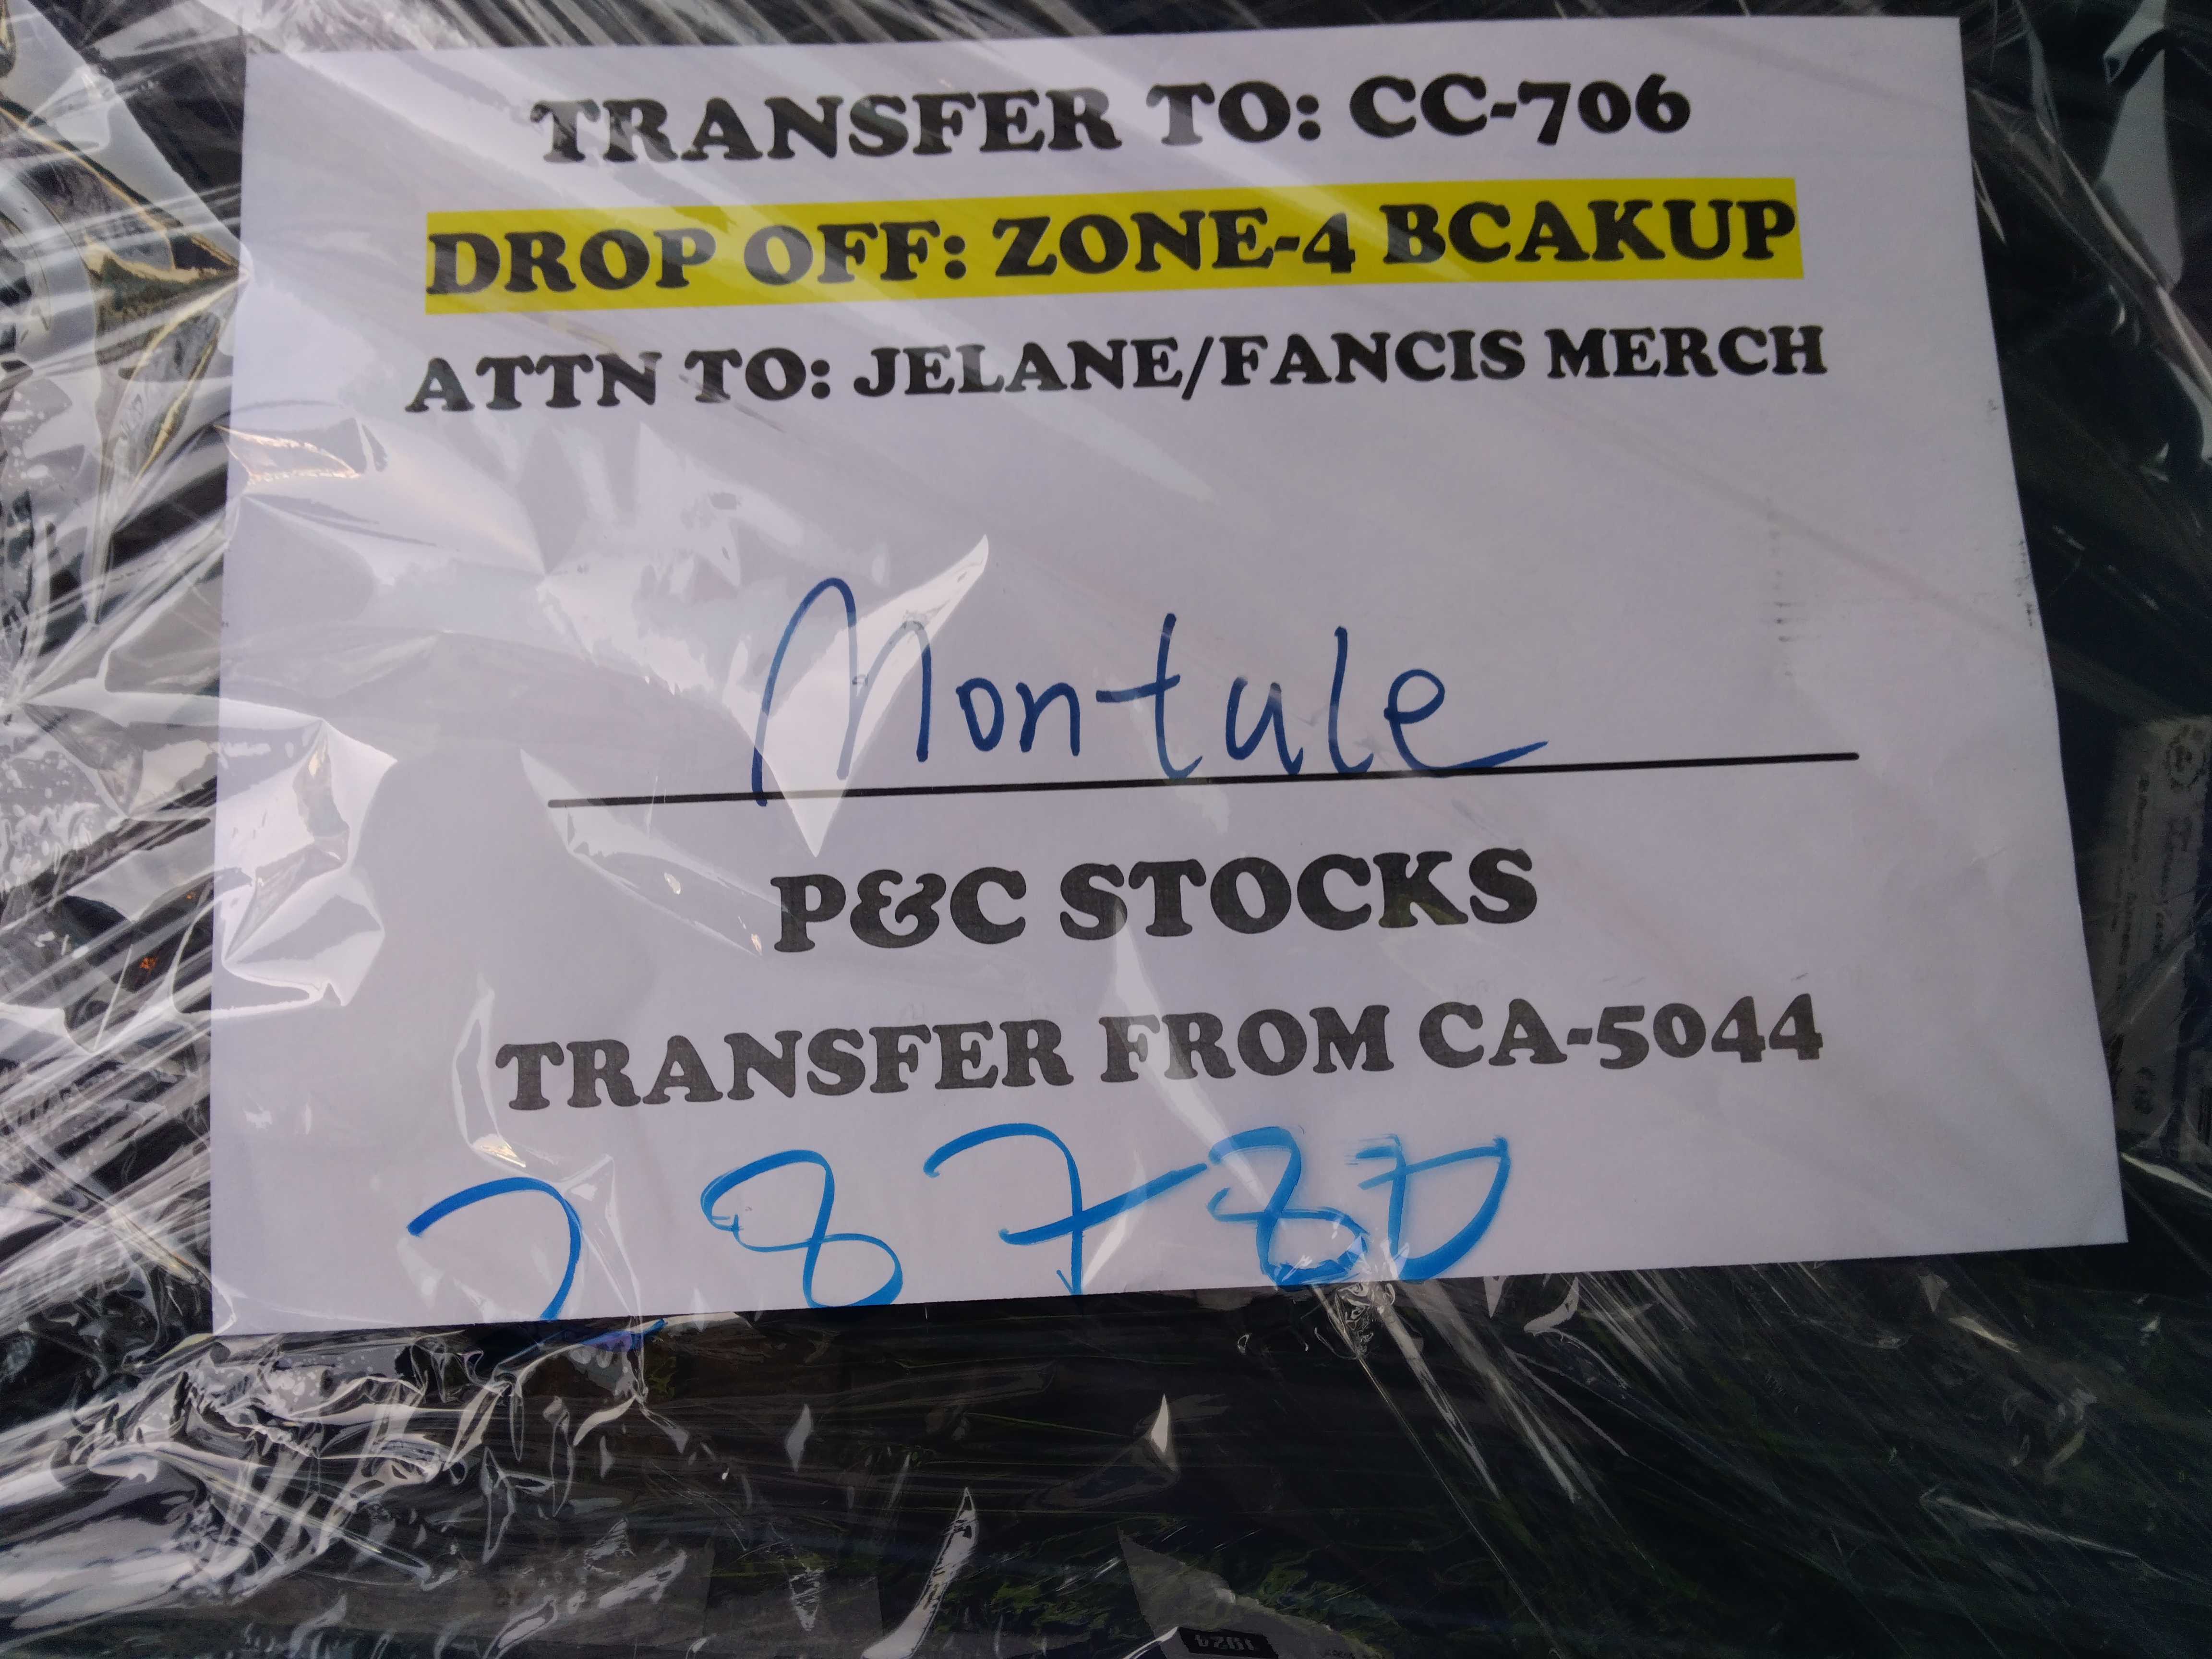 TRANSFER TO: CC-706
DROP OFF: ZONE-4 BCAKUP
ATTN TO: JELANE/FANCIS MERCH
Montule
P&C STOCKS
TRANSFER FROM CA-5044